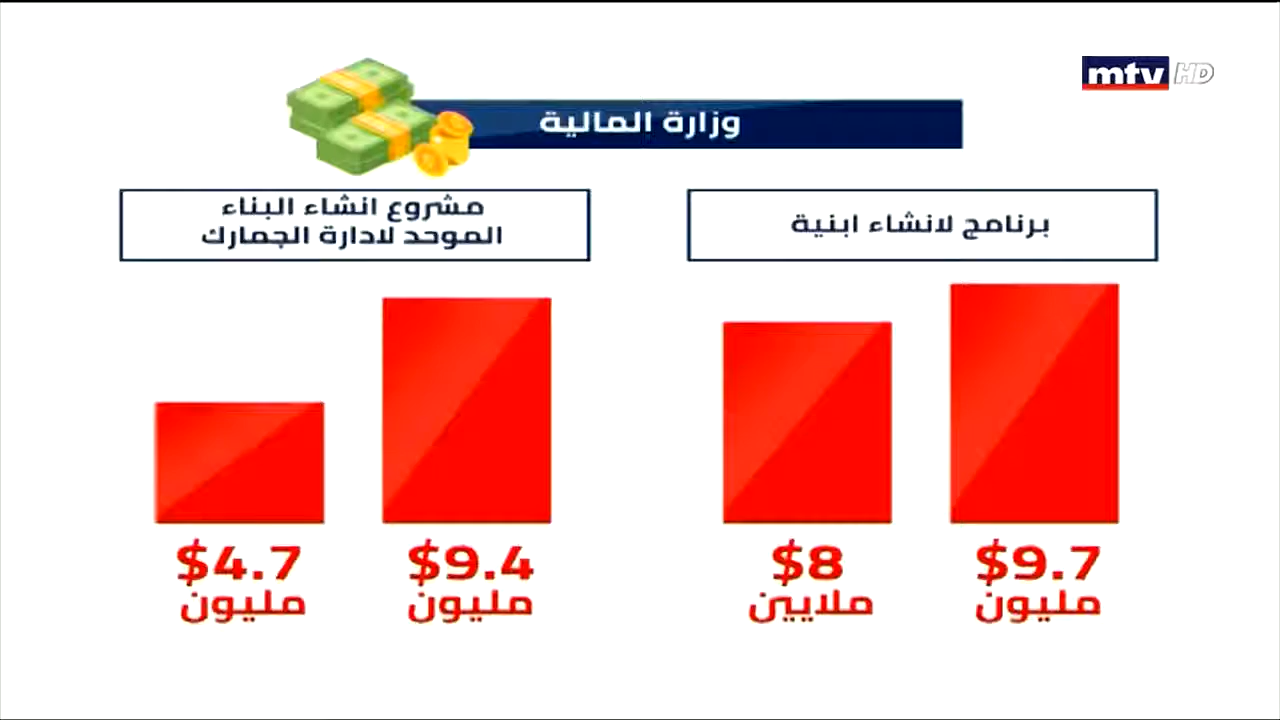 mtv HD
وزارة المالية
برنامج لانشاء ابنية
$9.7
مليون
$8
ملايين
مشروع انشاء البناء
الموحد لادارة الجمارك
$9.4
مليون
$4.7
مليون